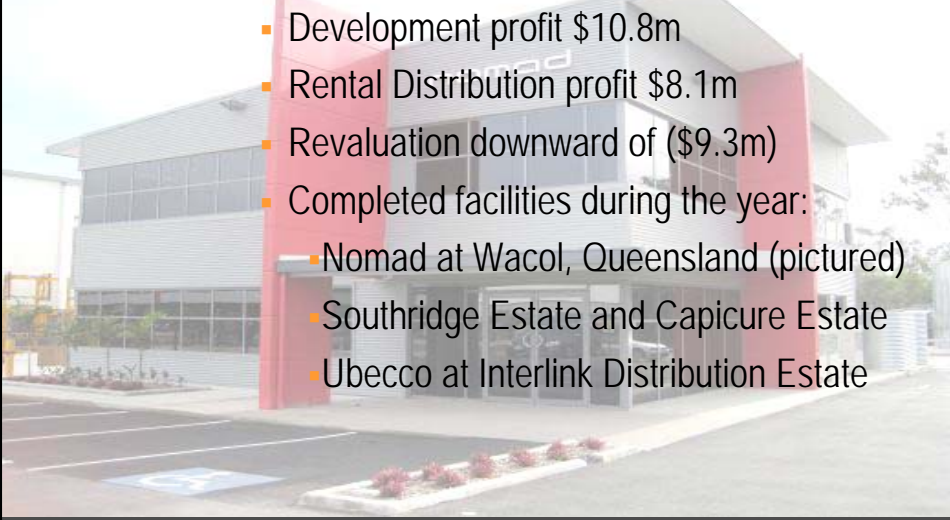 Development profit $10.8m
nomad
Rental Distribution profit $8.1m
Revaluation downward of ($9.3m)
Completed facilities during the year:
Nomad at Wacol, Queensland (pictured)
Southridge Estate and Capicure Estate
Ubecco at Interlink Distribution Estate